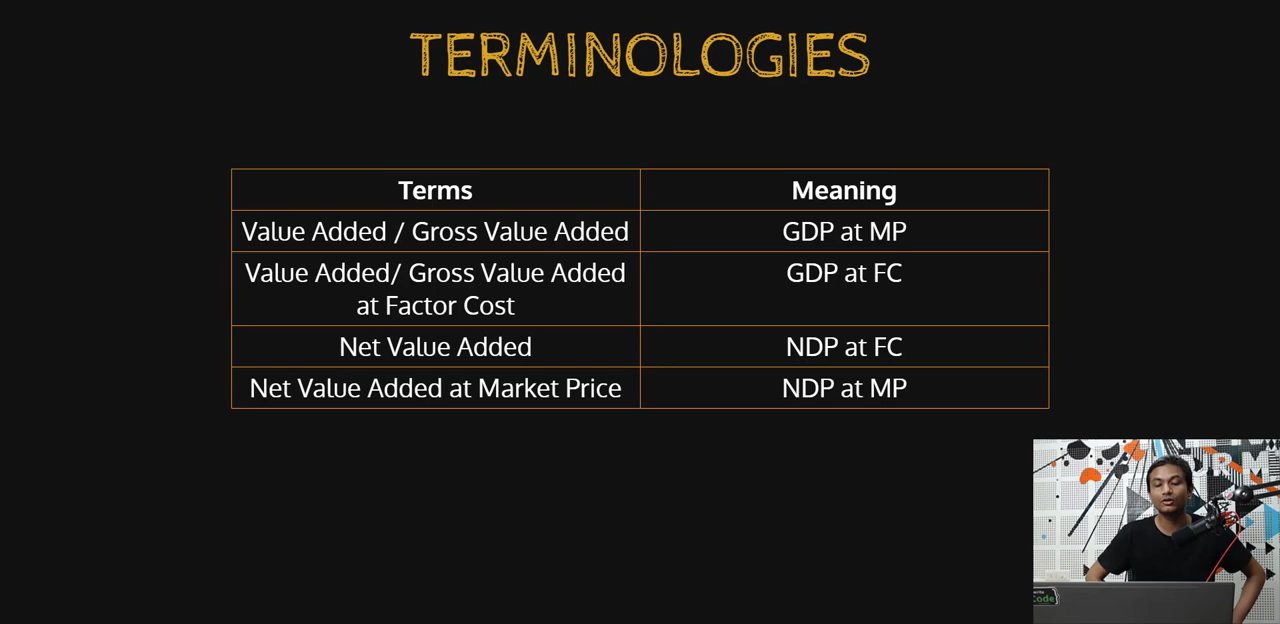 TERMINOLOGIES
Terms
Meaning
Value Added / Gross Value Added
GDP at MP
Value Added/ Gross Value Added
at Factor Cost
GDP at FC
Net Value Added
NDP at FC
Net Value Added at Market Price
NDP at MP
Code